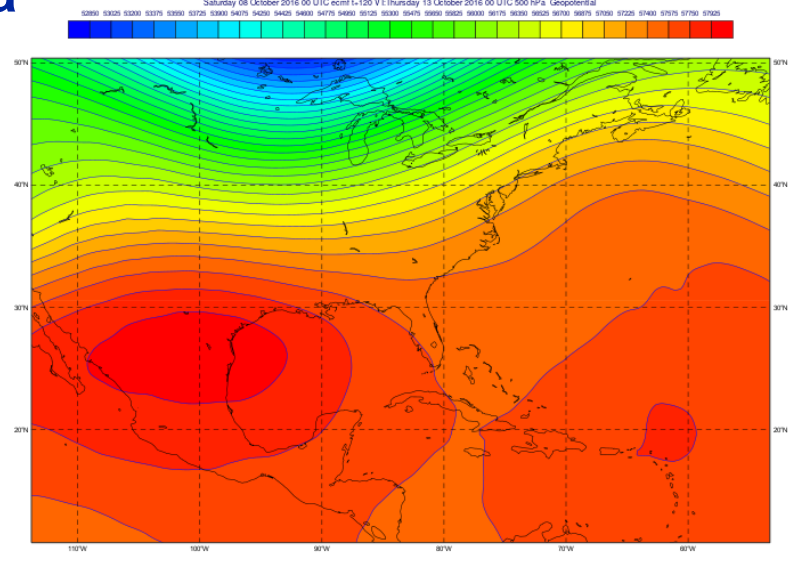 a
Saturday 08 October 2016 00 UTC ecmf t+120 VT:Thursday 13 October 2016 00 UTC 500 hPa Geopotential
52850 53025 53200 53375 53550 53725 53900 54075 54250 54425 54600 54775 54950 55125 55300 55475 55650 55825 56000 56175 56350 56525 56700 56875 57050 57225 57400 57575 57750 57925
50°N 50°N
40°N 40°N
30°N 30°N
20°N 20°N
110°W 100°W 90°W 80°W 70°W 60°W